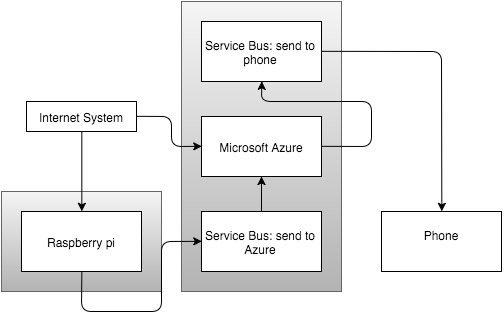 Service Bus: send to
phone
Internet System
Microsoft Azure
Raspberry pi
Service Bus: send to
Azure
Phone